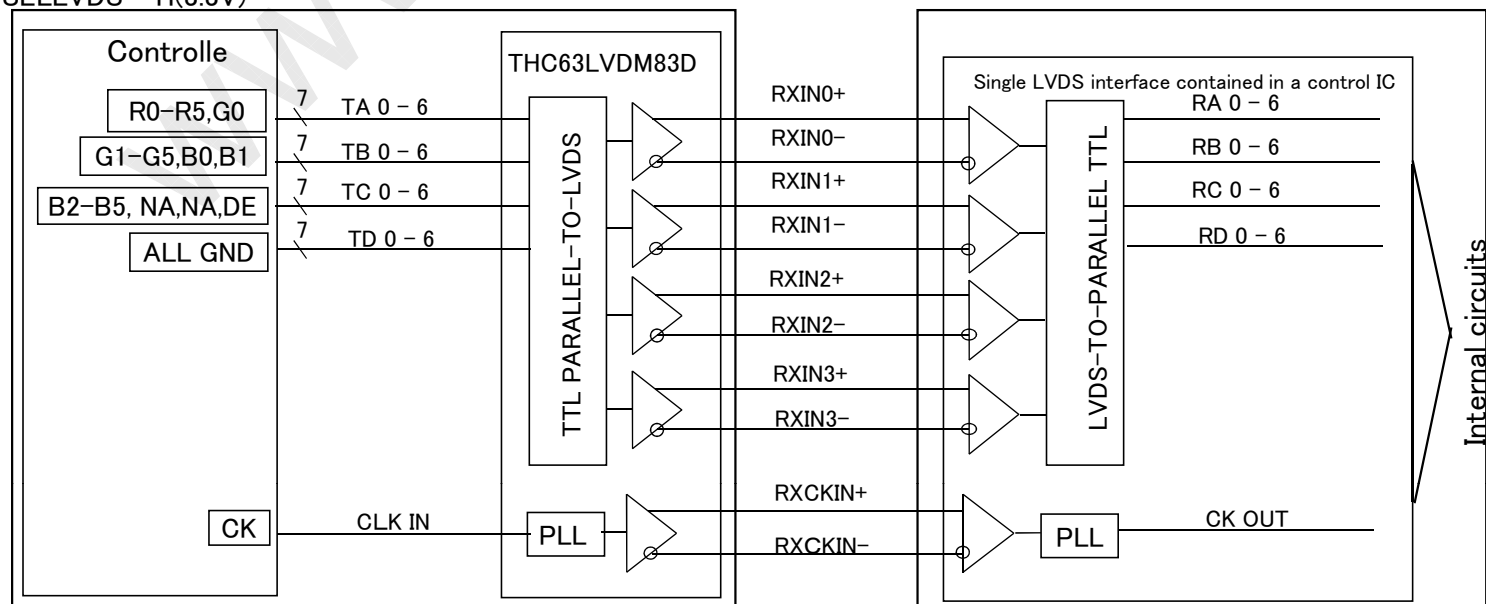 Controlle
THC63LVDM83D
Single LVDS interface contained in a control IC
R0-R5,G0
7
TA 0 - 6
RXIN0+
RA 0 - 6
RXIN0-
G1-G5,B0,B1
7
TB 0 - 6
RB 0 - 6
RXIN1+
B2-B5, NA,NA,DE
7
TC 0 - 6
RC 0 - 6
RXIN1-
ALL GND
7
TD 0 - 6
RD 0 - 6
TTL PARALLEL-TO-LVDS
LVDS-TO-PARALLEL TTL
Internal circuits
RXIN2+
RXIN2-
RXIN3+
RXIN3-
RXCKIN+
CK
CLK IN
PLL
PLL
CK OUT
RXCKIN-